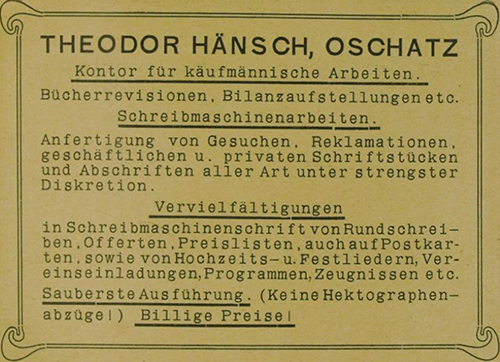 THEODOR HÄNSCH, OSCHATZ
Kontor für käufmännische Arbeiten.
Bücherrevisionen, Bilanzaufstellungen etc.
Schreibmaschinenarbeiten.
Anfertigung von Gesuchen, Reklamationen,
geschäftlichen u. privaten Schriftstücken
und Abschriften aller Art unter strengster
Diskretion.
Vervielfältigungen
in Schreibmaschinenschrift von Rundschrei-
ben, Offerten, Preislisten, auch auf Postkar-
ten, sowie von Hochzeits- u. Festliedern, Ver-
einseinladungen, Programmen, Zeugnissen etc.
Sauberste Ausführung. (Keine Hektographen-
abzüge!) Billige Preise!